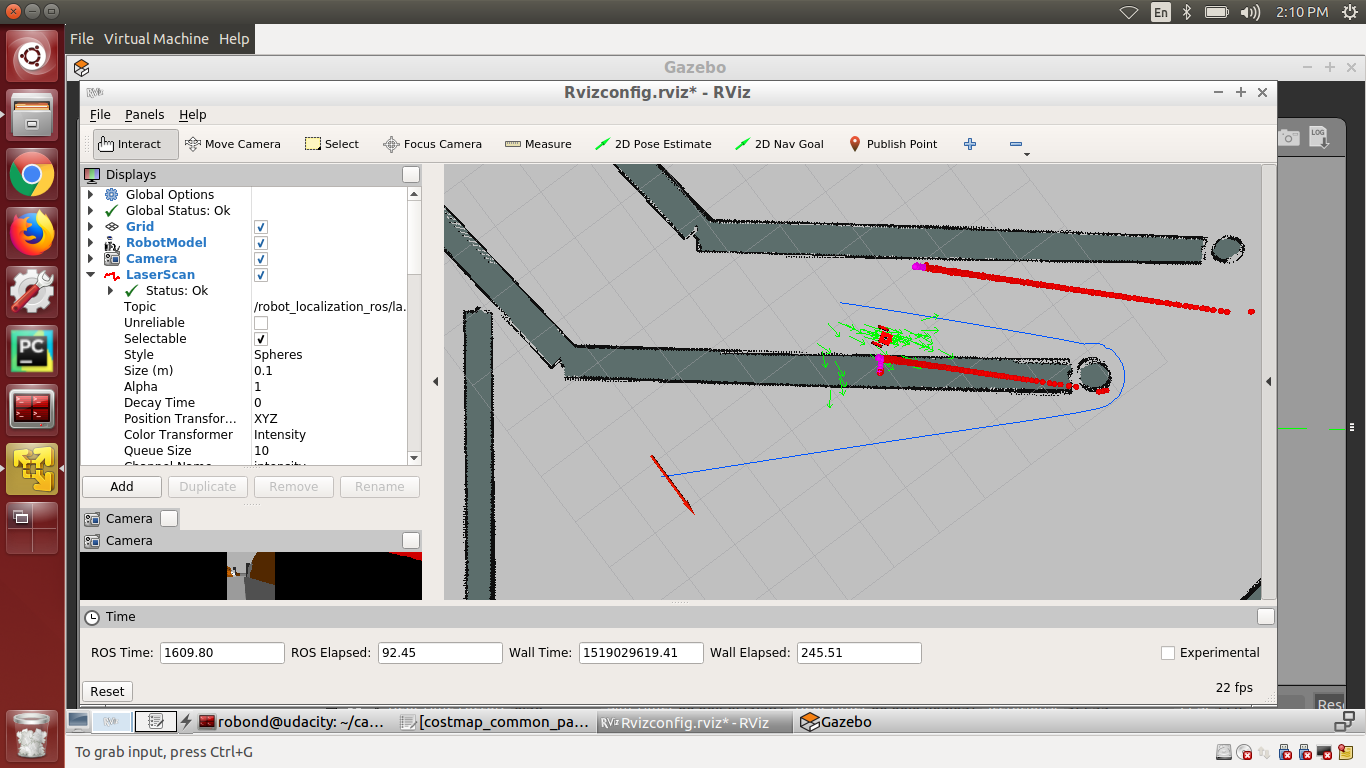 En 2:10 PM
File Virtual Machine Help
Gazebo
RViz Rvizconfig.rviz* - RViz
File Panels Help
Interact Move Camera Select Focus Camera Measure 2D Pose Estimate 2D Nav Goal Publish Point
LOG
Displays
Global Options
Global Status: Ok
Grid
RobotModel
Camera
LaserScan
Status: Ok
Topic /robot_localization_ros/la...
Unreliable
Selectable
Style Spheres
Size (m) 0.1
Alpha 1
Decay Time 0
Position Transfor... XYZ
Color Transformer Intensity
Queue Size 10
Add Duplicate Remove Rename
Camera
Camera
Time
ROS Time: 1609.80 ROS Elapsed: 92.45 Wall Time: 1519029619.41 Wall Elapsed: 245.51 Experimental
Reset 22 fps
PC
robond@udacity: ~/ca... [costmap_common_pa... RViz Rvizconfig.rviz* - RViz Gazebo
To grab input, press Ctrl+G